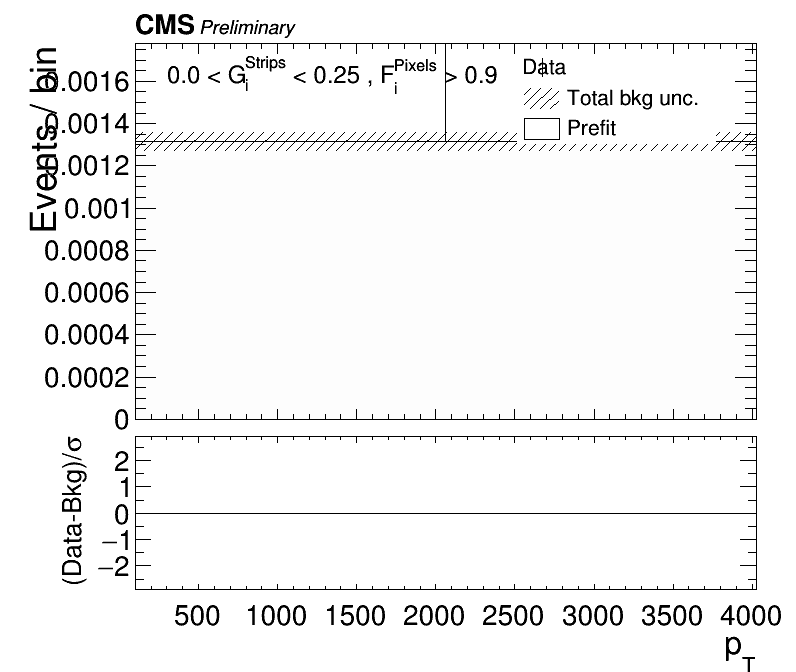 CMS Preliminary
Events / bin
0.0 < G_i^Strips < 0.25 , F_i^Pixels > 0.9
Data
Total bkg unc.
Prefit
0.0016
0.0014
0.0012
0.001
0.0008
0.0006
0.0004
0.0002
0
(Data-Bkg)/σ
2
1
0
−1
−2
500 1000 1500 2000 2500 3000 3500 4000
p_T